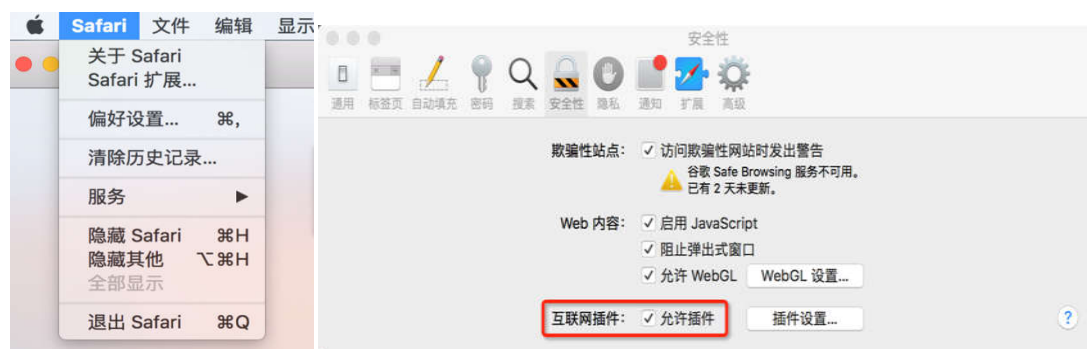 Safari 文件 编辑 显示
关于 Safari
Safari 扩展...
偏好设置... ⌘,
清除历史记录...
服务 ▶
隐藏 Safari ⌘H
隐藏其他 ⌥⌘H
全部显示
退出 Safari ⌘Q
安全性
通用 标签页 自动填充 密码 搜索 安全性 隐私 通知 扩展 高级
欺骗性站点: 访问欺骗性网站时发出警告
谷歌 Safe Browsing 服务不可用。
已有 2 天未更新。
Web 内容: 启用 JavaScript
阻止弹出式窗口
允许 WebGL WebGL 设置...
互联网插件: 允许插件 插件设置... ?